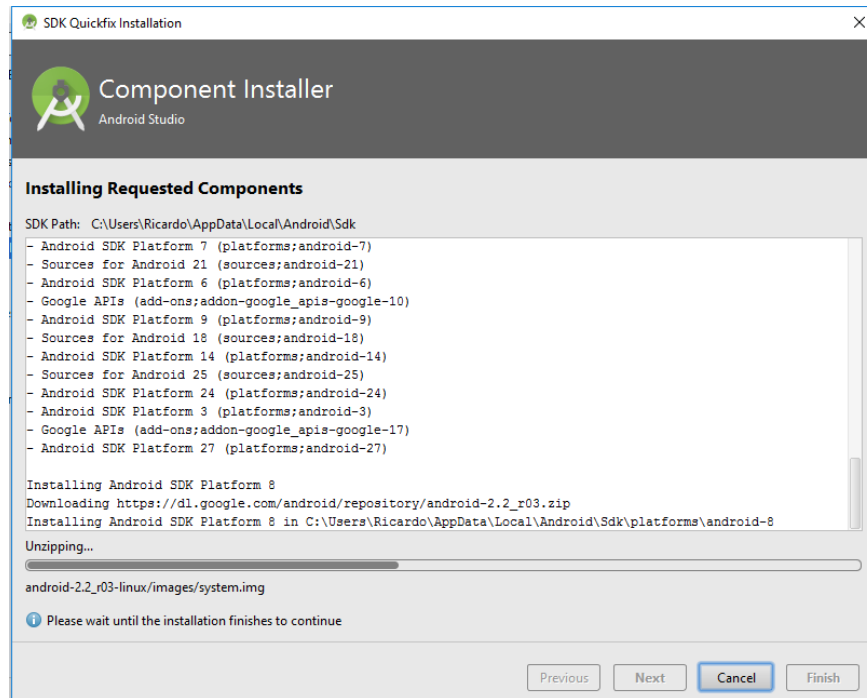 SDK Quickfix Installation
Component Installer
Android Studio
Installing Requested Components
SDK Path: C:\Users\Ricardo\AppData\Local\Android\Sdk
- Android SDK Platform 7 (platforms;android-7)
- Sources for Android 21 (sources;android-21)
- Android SDK Platform 6 (platforms;android-6)
- Google APIs (add-ons;addon-google_apis-google-10)
- Android SDK Platform 9 (platforms;android-9)
- Sources for Android 18 (sources;android-18)
- Android SDK Platform 14 (platforms;android-14)
- Sources for Android 25 (sources;android-25)
- Android SDK Platform 24 (platforms;android-24)
- Android SDK Platform 3 (platforms;android-3)
- Google APIs (add-ons;addon-google_apis-google-17)
- Android SDK Platform 27 (platforms;android-27)
Installing Android SDK Platform 8
Downloading https://dl.google.com/android/repository/android-2.2_r03.zip
Installing Android SDK Platform 8 in C:\Users\Ricardo\AppData\Local\Android\Sdk\platforms\android-8
Unzipping...
android-2.2_r03-linux/images/system.img
Please wait until the installation finishes to continue
Previous Next Cancel Finish